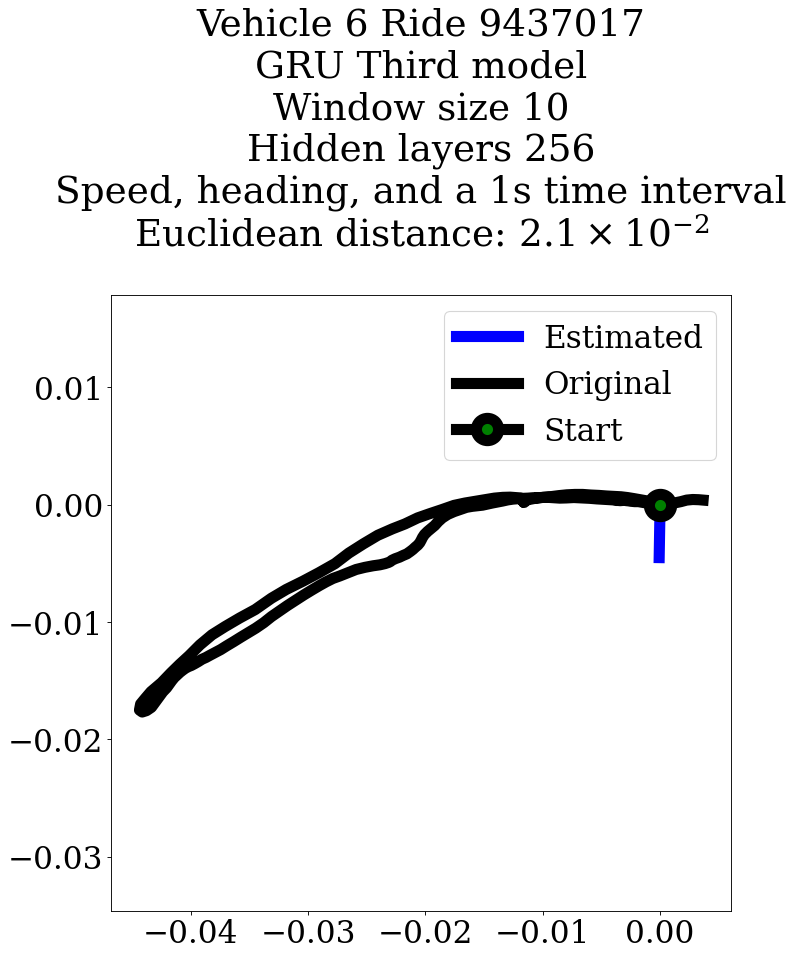 Vehicle 6 Ride 9437017
GRU Third model
Window size 10
Hidden layers 256
Speed, heading, and a 1s time interval
Euclidean distance: 2.1 × 10⁻²
Estimated
Original
Start
0.01
0.00
−0.01
−0.02
−0.03
−0.04 −0.03 −0.02 −0.01 0.00